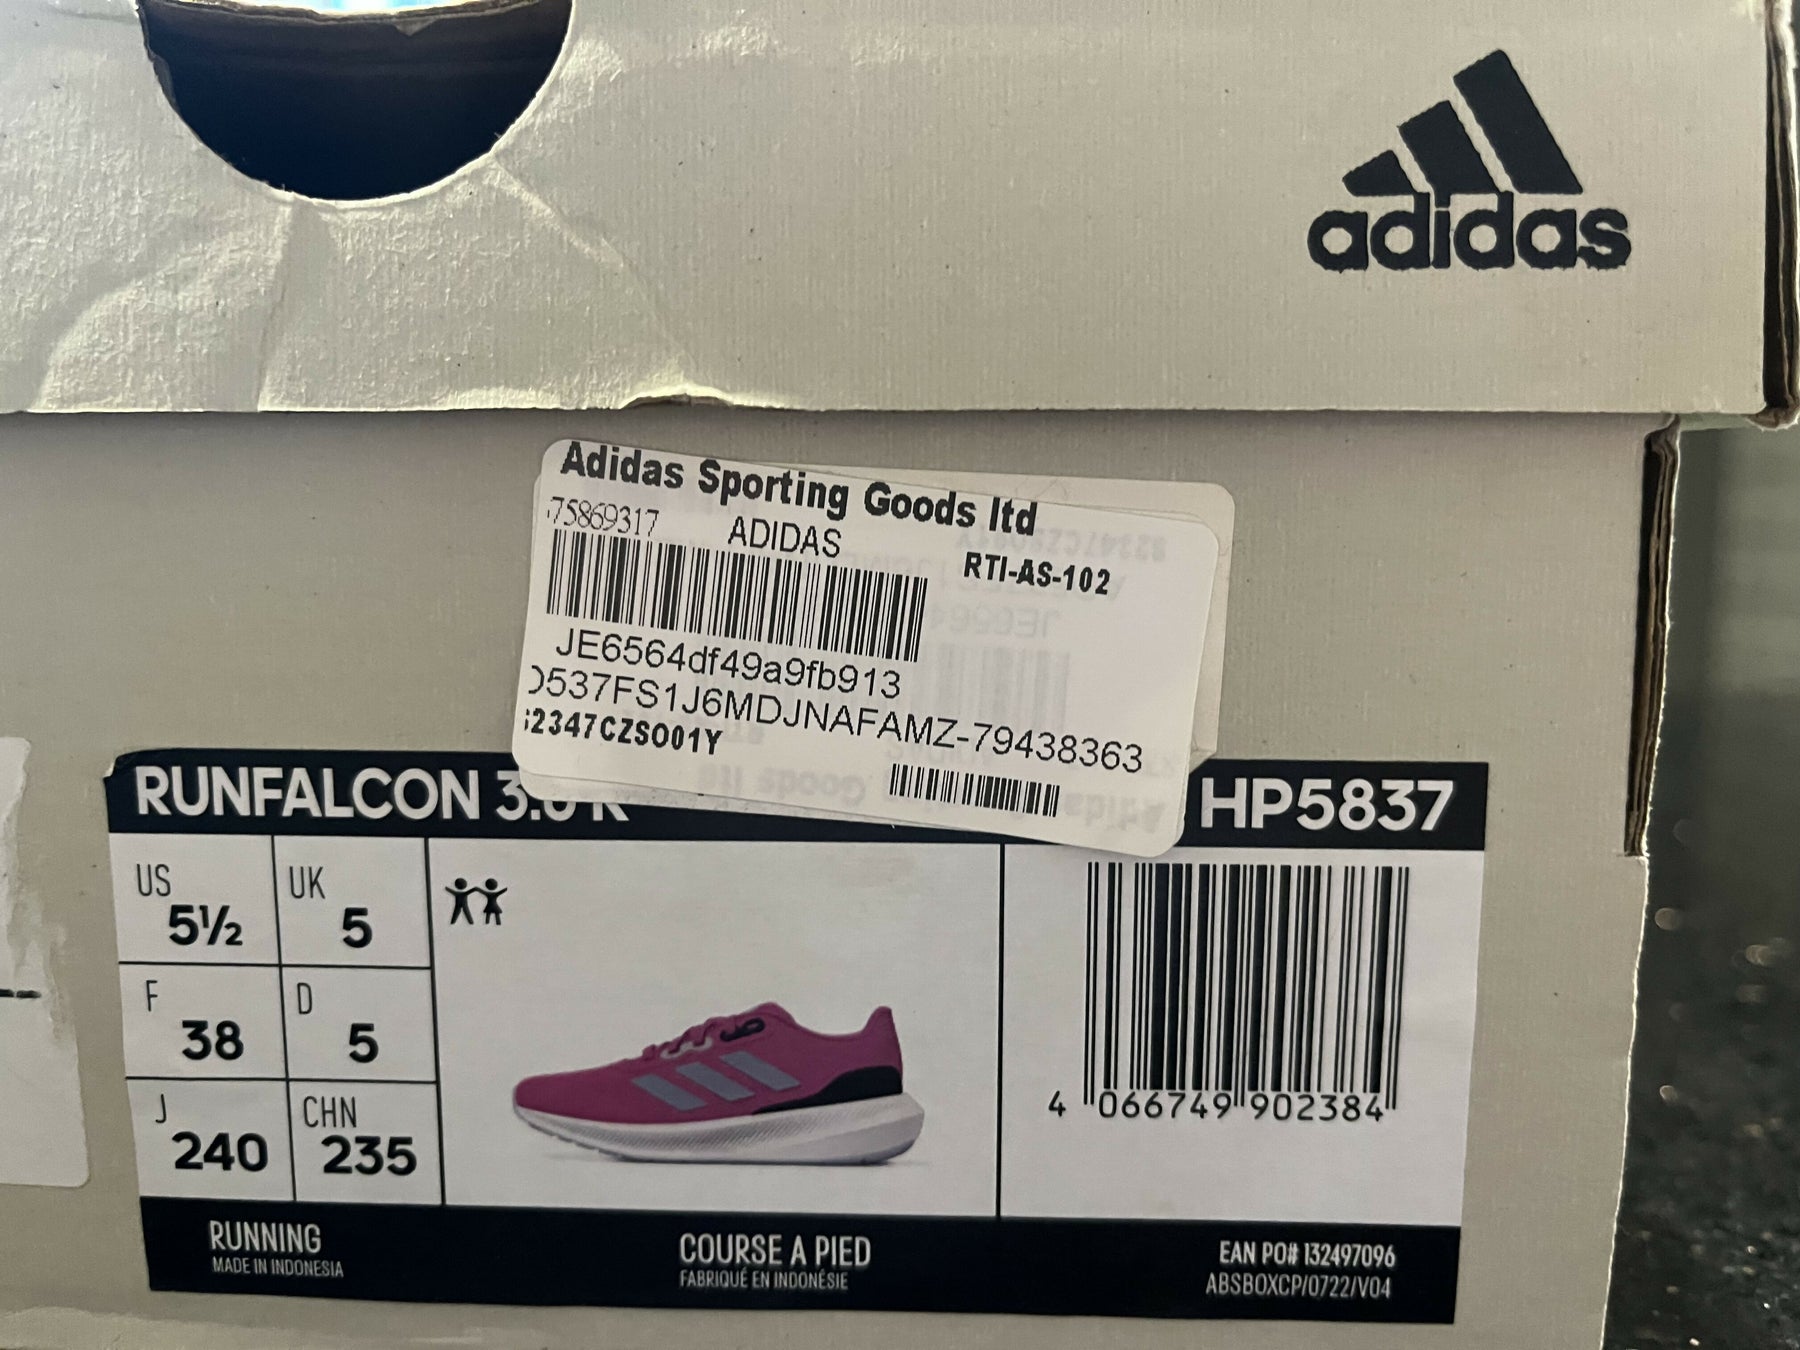 adidas
Adidas Sporting Goods ltd
75869317
ADIDAS
RTI-AS-102
JE6564df49a9fb913
537FS1J6MDJNAFAMZ-79438363
2347CZSO01Y
RUNFALCON 3.0 K
HP5837
US
5½
UK
5
F
38
D
5
J
240
CHN
235
4 066749 902384
RUNNING
MADE IN INDONESIA
COURSE A PIED
FABRIQUÉ EN INDONÉSIE
EAN PO# 132497096
ABSBOXCP/0722/V04